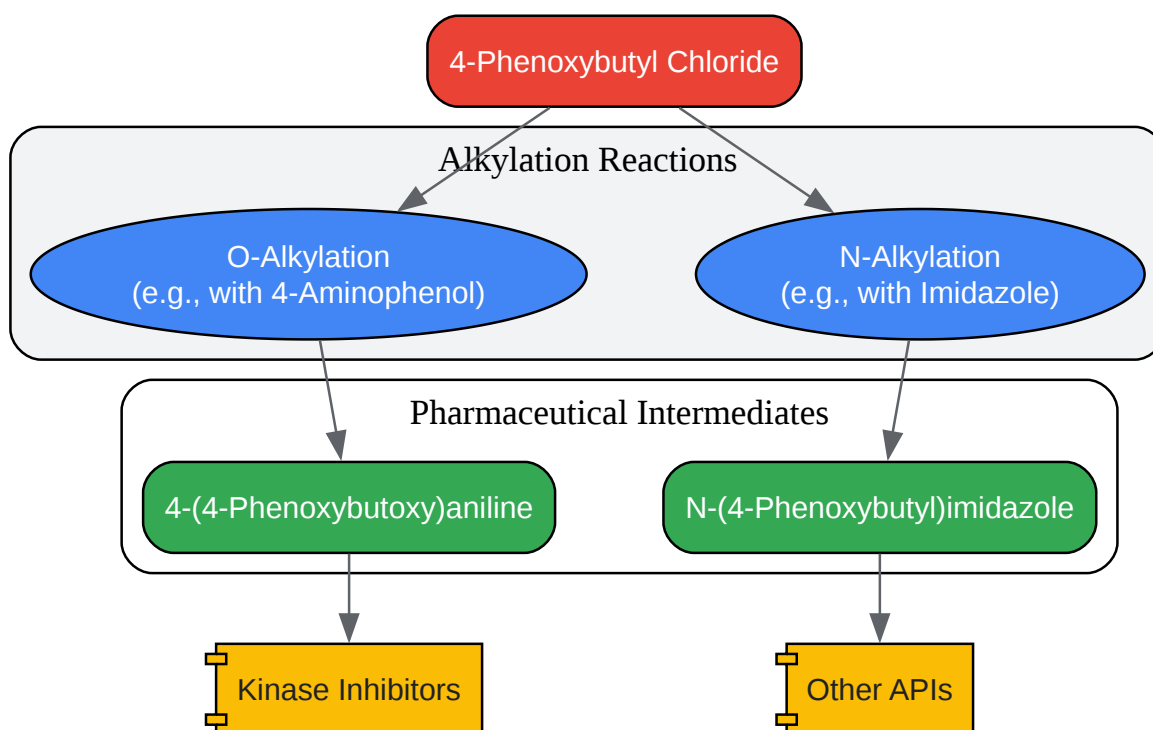 4-Phenoxybutyl Chloride
Alkylation Reactions
O-Alkylation
(e.g., with 4-Aminophenol)
N-Alkylation
(e.g., with Imidazole)
Pharmaceutical Intermediates
4-(4-Phenoxybutoxy)aniline
N-(4-Phenoxybutyl)imidazole
Kinase Inhibitors
Other APIs